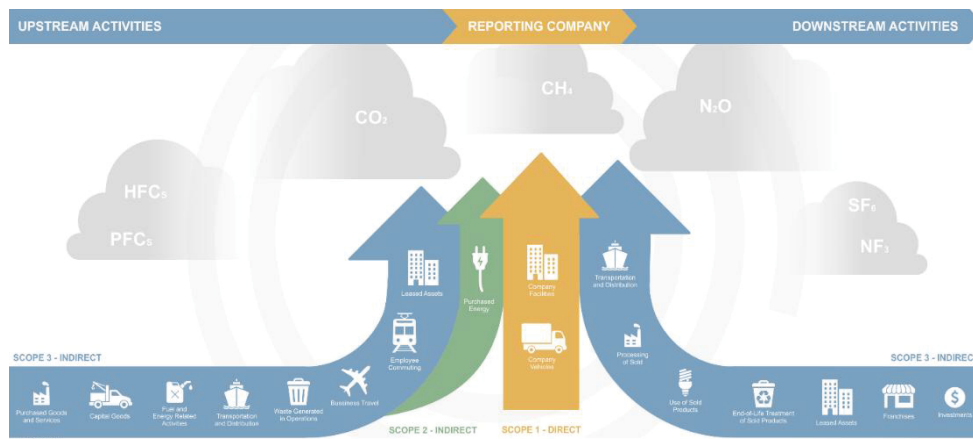 UPSTREAM ACTIVITIES
REPORTING COMPANY
DOWNSTREAM ACTIVITIES
CO₂
CH₄
N₂O
HFCₛ
PFCₛ
SF₆
NF₃
Leased Assets
Purchased
Energy
Company
Facilities
Transportation
and Distribution
Employee
Commuting
Company
Vehicles
Processing
of Sold
SCOPE 3 - INDIRECT
SCOPE 3 - INDIREC
Purchased Goods
and Services
Capital Goods
Fuel and
Energy Related
Activities
Transportation
and Distribution
Waste Generated
in Operations
Bussiness Travel
Use of Sold
Products
End-of-Life Treatment
of Sold Products
Leased Assets
Franchises
Investments
SCOPE 2 - INDIRECT
SCOPE 1 - DIRECT